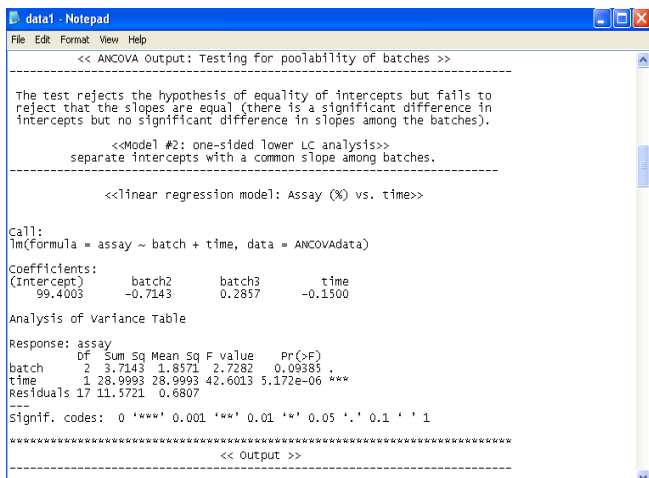 data1 - Notepad
File Edit Format View Help
<< ANCOVA Output: Testing for poolability of batches >>
--------------------------------------------------------------------------
The test rejects the hypothesis of equality of intercepts but fails to
reject that the slopes are equal (there is a significant difference in
intercepts but no significant difference in slopes among the batches).
<<Model #2: one-sided lower LC analysis>>
separate intercepts with a common slope among batches.
------------------------------------------------------------------------
<<linear regression model: Assay (%) vs. time>>
Call:
lm(formula = assay ~ batch + time, data = ANCOVAdata)
Coefficients:
(Intercept) batch2 batch3 time
99.4003 -0.7143 0.2857 -0.1500
Analysis of Variance Table
Response: assay
Df Sum Sq Mean Sq F value Pr(>F)
batch 2 3.7143 1.8571 2.7282 0.09385 .
time 1 28.9993 28.9993 42.6013 5.172e-06 ***
Residuals 17 11.5721 0.6807
---
Signif. codes: 0 ‘***’ 0.001 ‘**’ 0.01 ‘*’ 0.05 ‘.’ 0.1 ‘ ’ 1
**************************************************************************
<< Output >>
--------------------------------------------------------------------------